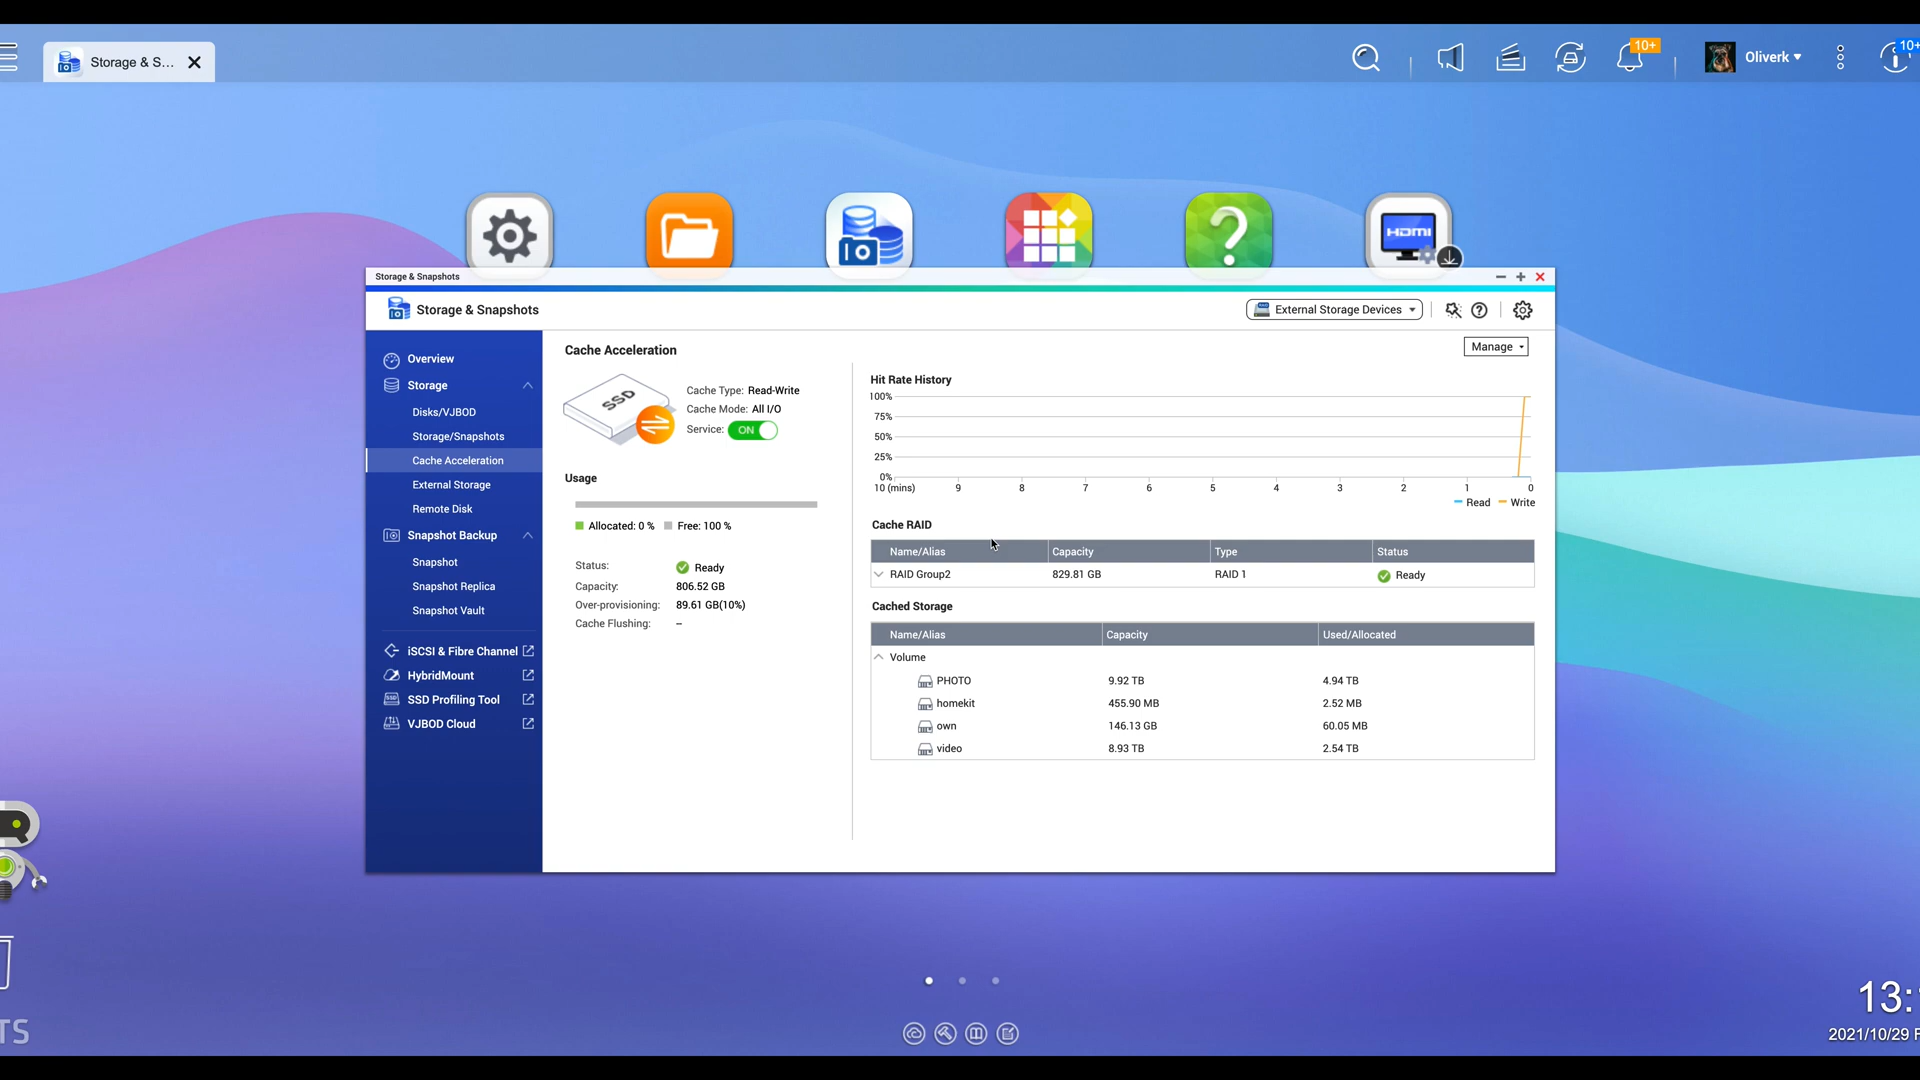 Storage & S...
10+
Oliverk
10+
HDMI
Storage & Snapshots
Storage & Snapshots
External Storage Devices
Overview
Storage
Disks/VJBOD
Storage/Snapshots
Cache Acceleration
External Storage
Remote Disk
Snapshot Backup
Snapshot
Snapshot Replica
Snapshot Vault
iSCSI & Fibre Channel
HybridMount
SSD Profiling Tool
VJBOD Cloud
Cache Acceleration
Manage
SSD
Cache Type: Read-Write
Cache Mode: All I/O
Service: ON
Usage
Allocated: 0 % Free: 100 %
Status: Ready
Capacity: 806.52 GB
Over-provisioning: 89.61 GB(10%)
Cache Flushing: --
Hit Rate History
100%
75%
50%
25%
0%
10 (mins) 9 8 7 6 5 4 3 2 1 0
Read Write
Cache RAID
Name/Alias Capacity Type Status
RAID Group2 829.81 GB RAID 1 Ready
Cached Storage
Name/Alias Capacity Used/Allocated
Volume
PHOTO 9.92 TB 4.94 TB
homekit 455.90 MB 2.52 MB
own 146.13 GB 60.05 MB
video 8.93 TB 2.54 TB
TS
13:
2021/10/29 F